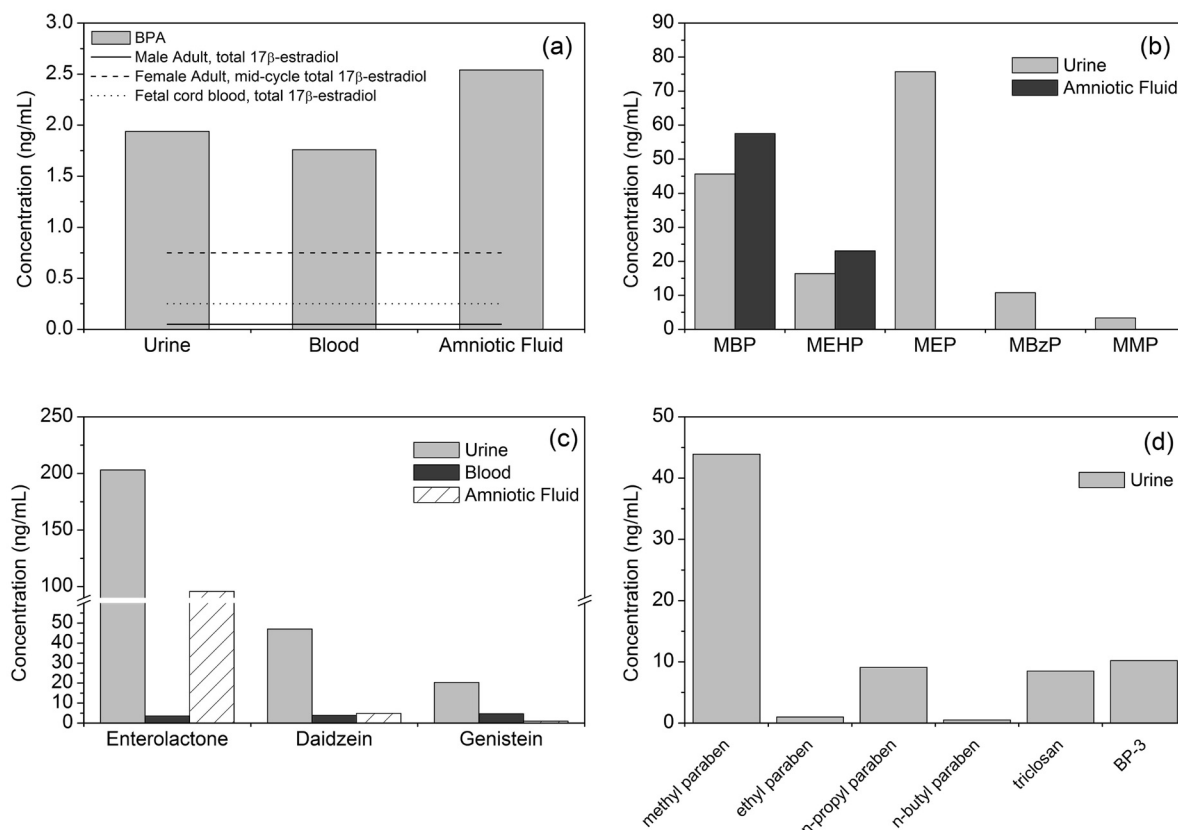 (a)
BPA
Male Adult, total 17β-estradiol
Female Adult, mid-cycle total 17β-estradiol
Fetal cord blood, total 17β-estradiol
Concentration (ng/mL)
3.0
2.5
2.0
1.5
1.0
0.5
0.0
Urine Blood Amniotic Fluid
(b)
Urine
Amniotic Fluid
Concentration (ng/mL)
90
80
70
60
50
40
30
20
10
0
MBP MEHP MEP MBzP MMP
(c)
Urine
Blood
Amniotic Fluid
Concentration (ng/mL)
250
200
150
100
50
40
30
20
10
0
Enterolactone Daidzein Genistein
(d)
Urine
Concentration (ng/mL)
50
40
30
20
10
0
methyl paraben
ethyl paraben
n-propyl paraben
n-butyl paraben
triclosan
BP-3